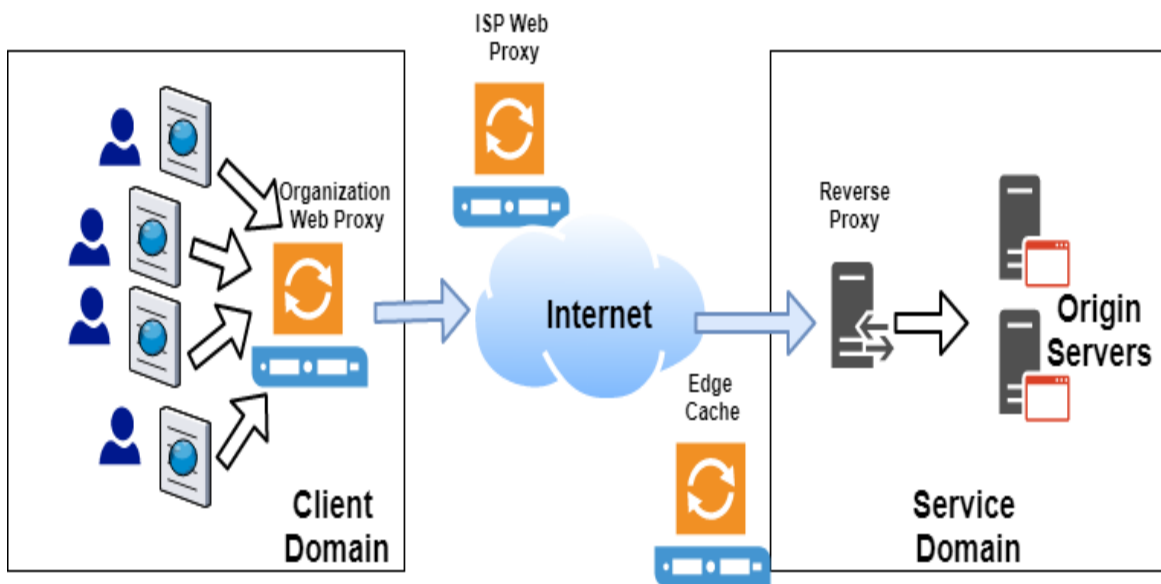 ISP Web
Proxy
Organization
Web Proxy
Reverse
Proxy
Internet
Origin
Servers
Edge
Cache
Client
Domain
Service
Domain